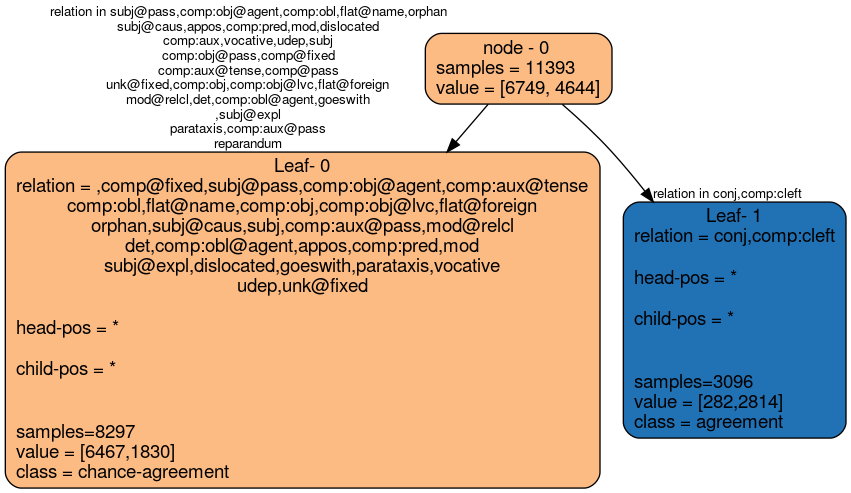 relation in subj@pass,comp:obj@agent,comp:obl,flat@name,orphan
subj@caus,appos,comp:pred,mod,dislocated
comp:aux,vocative,udep,subj
comp:obj@pass,comp@fixed
comp:aux@tense,comp@pass
unk@fixed,comp:obj,comp:obj@lvc,flat@foreign
mod@relcl,det,comp:obl@agent,goeswith
,subj@expl
parataxis,comp:aux@pass
reparandum
node - 0
samples = 11393
value = [6749, 4644]
Leaf- 0
relation = ,comp@fixed,subj@pass,comp:obj@agent,comp:aux@tense
comp:obl,flat@name,comp:obj,comp:obj@lvc,flat@foreign
orphan,subj@caus,subj,comp:aux@pass,mod@relcl
det,comp:obl@agent,appos,comp:pred,mod
subj@expl,dislocated,goeswith,parataxis,vocative
udep,unk@fixed
head-pos = *
child-pos = *
samples=8297
value = [6467,1830]
class = chance-agreement
relation in conj,comp:cleft
Leaf- 1
relation = conj,comp:cleft
head-pos = *
child-pos = *
samples=3096
value = [282,2814]
class = agreement